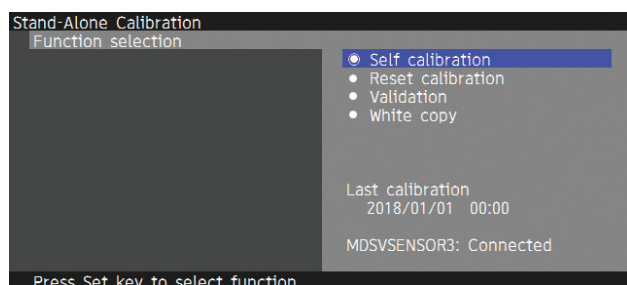 Stand-Alone Calibration
Function selection
Self calibration
Reset calibration
Validation
White copy
Last calibration
2018/01/01 00:00
MDSVSENSOR3: Connected
Press Set key to select function